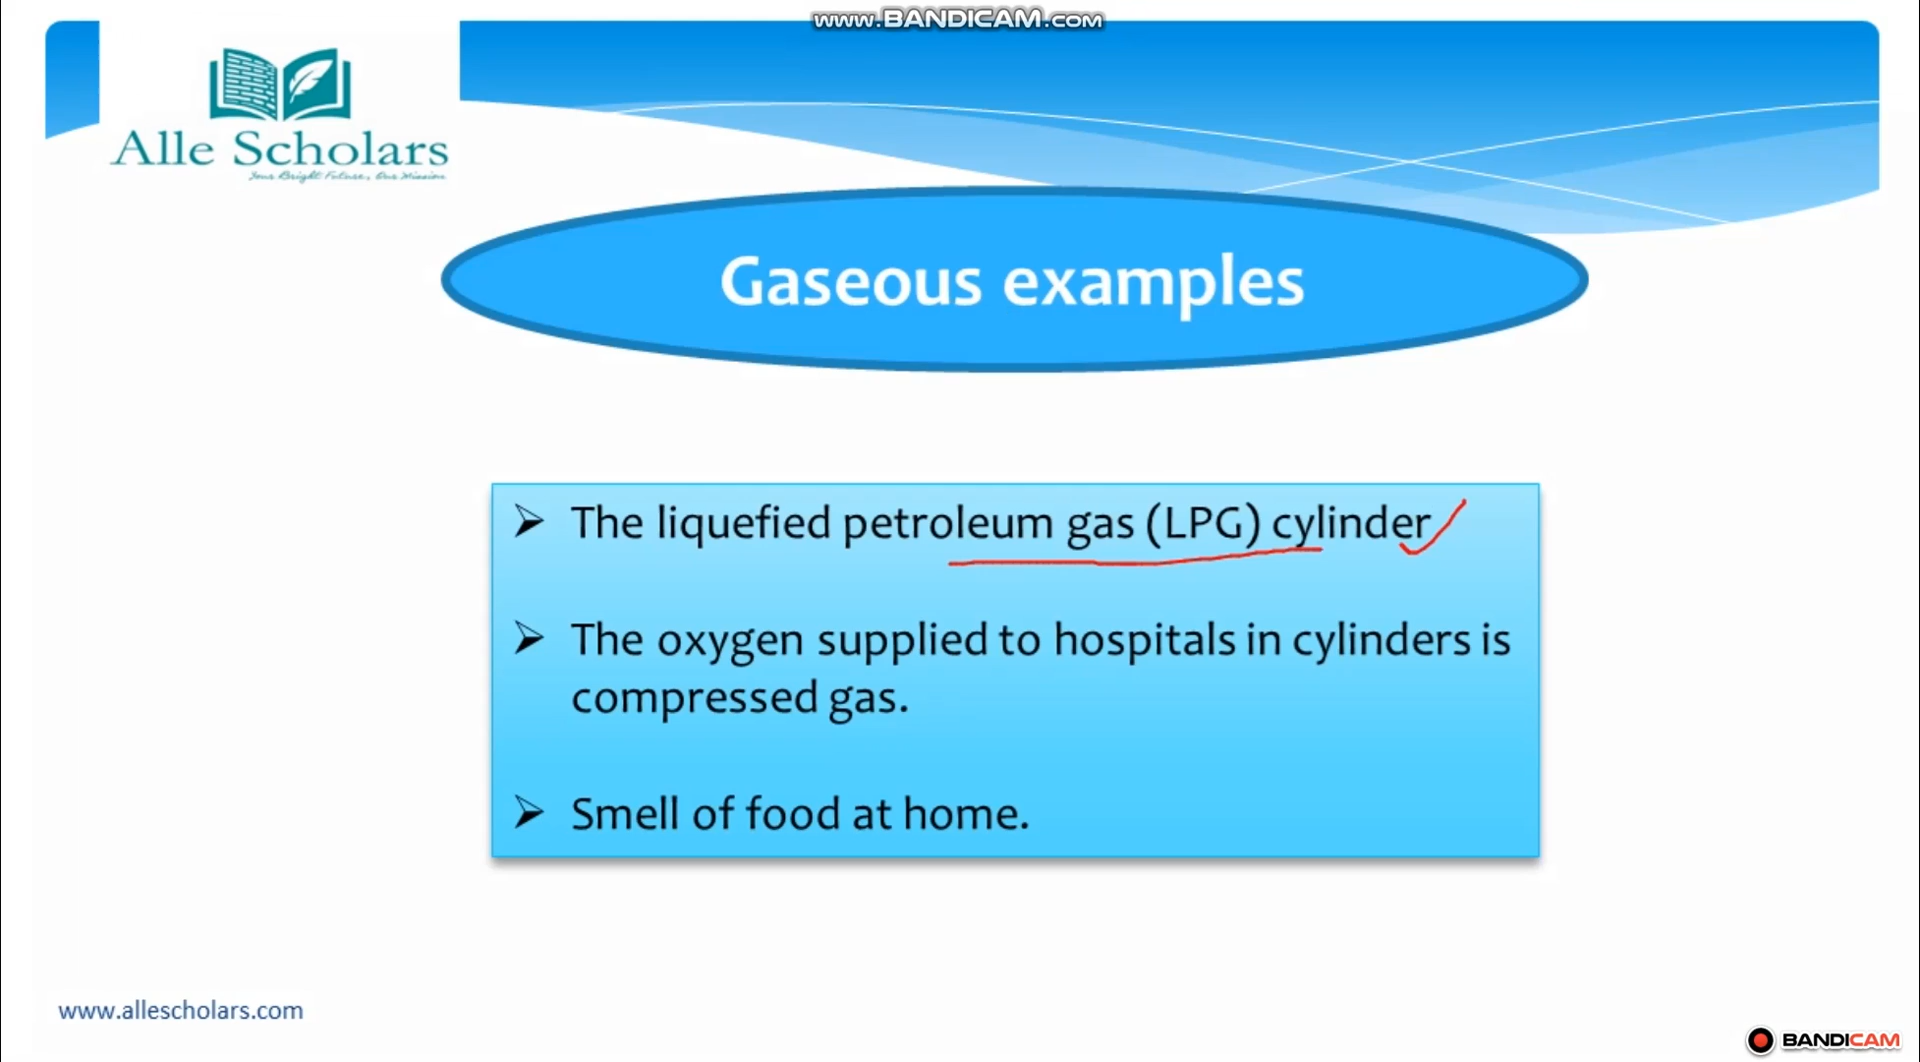 www.BANDICAM.com
Alle Scholars
Your Bright Future, Our Mission
Gaseous examples
The liquefied petroleum gas (LPG) cylinder
The oxygen supplied to hospitals in cylinders is
compressed gas.
Smell of food at home.
www.allescholars.com
BANDICAM